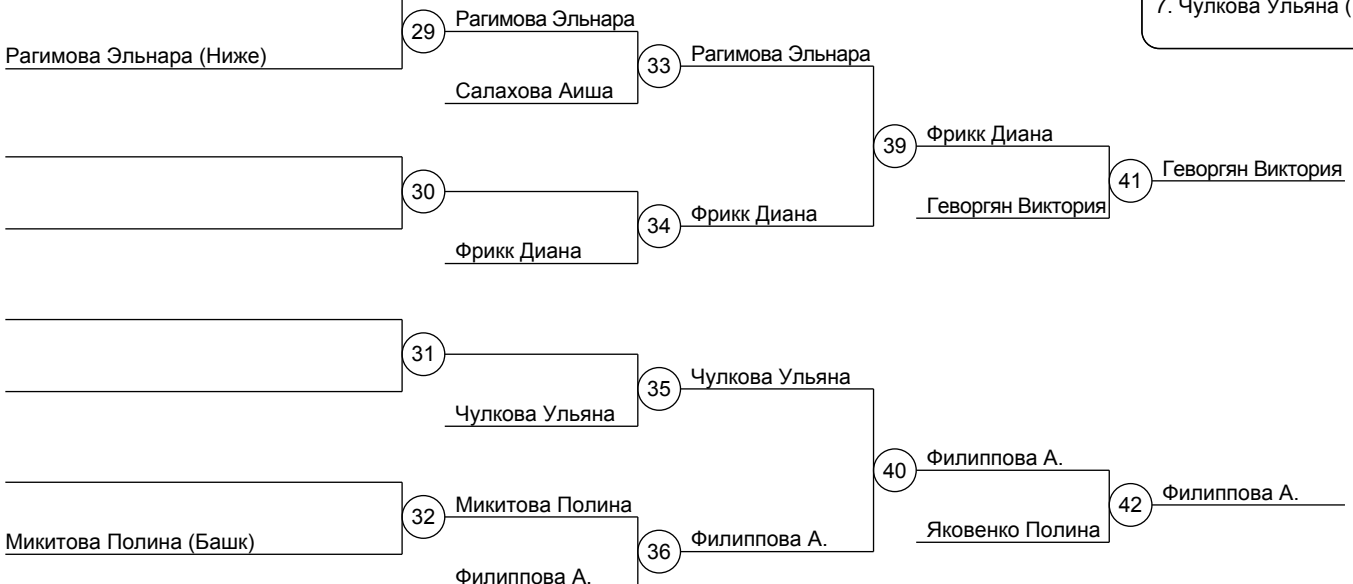 7. Чулкова Ульяна (
29
Рагимова Эльнара
Рагимова Эльнара (Ниже)
33
Рагимова Эльнара
Салахова Аиша
39
Фрикк Диана
30
41
Геворгян Виктория
34
Фрикк Диана
Геворгян Виктория
Фрикк Диана
31
35
Чулкова Ульяна
Чулкова Ульяна
40
Филиппова А.
32
Микитова Полина
42
Филиппова А.
Микитова Полина (Башк)
36
Филиппова А.
Яковенко Полина
Филиппова А.